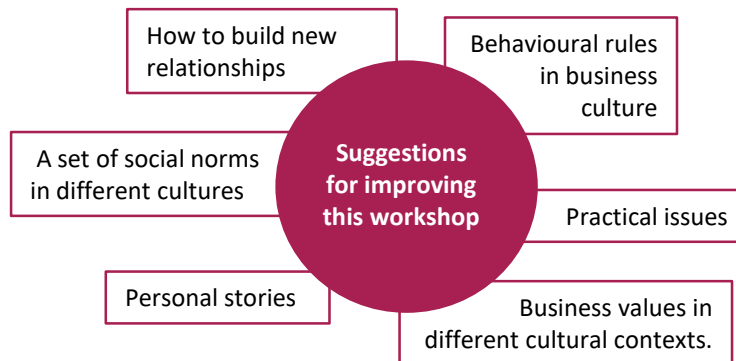 How to build new
relationships
Behavioural rules
in business
culture
A set of social norms
in different cultures
Suggestions
for improving
this workshop
Practical issues
Personal stories
Business values in
different cultural contexts.